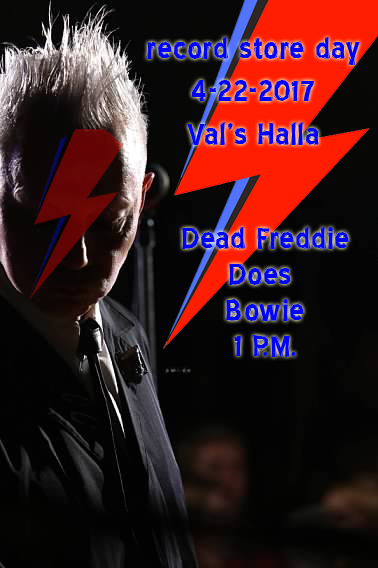 record store day
4-22-2017
Val's Halla
Dead Freddie
Does
Bowie
1 P.M.